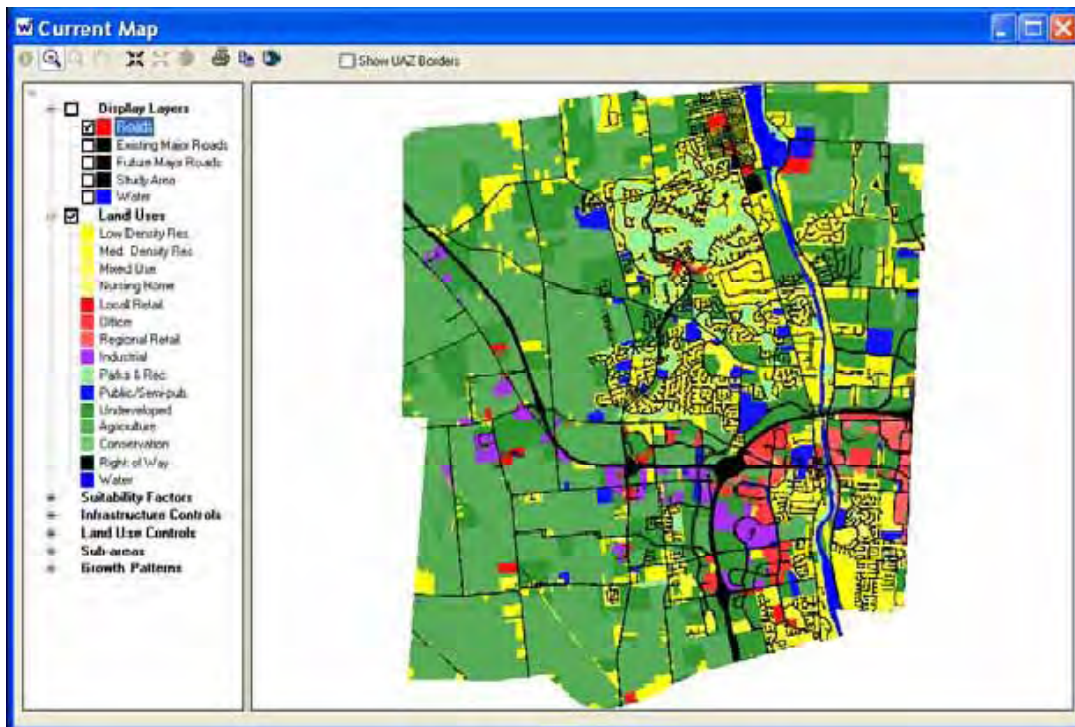 Current Map
Show UAZ Borders
Display Layers
Roads
Existing Major Roads
Future Major Roads
Study Area
Water
Land Uses
Low Density Res
Med. Density Res
Mixed Use
Nursing Home
Local Retail
Office
Regional Retail
Industrial
Parks & Rec
Public/Semi-pub.
Undeveloped
Agriculture
Conservation
Right of Way
Water
Suitability Factors
Infrastructure Controls
Land Use Controls
Sub-areas
Growth Patterns